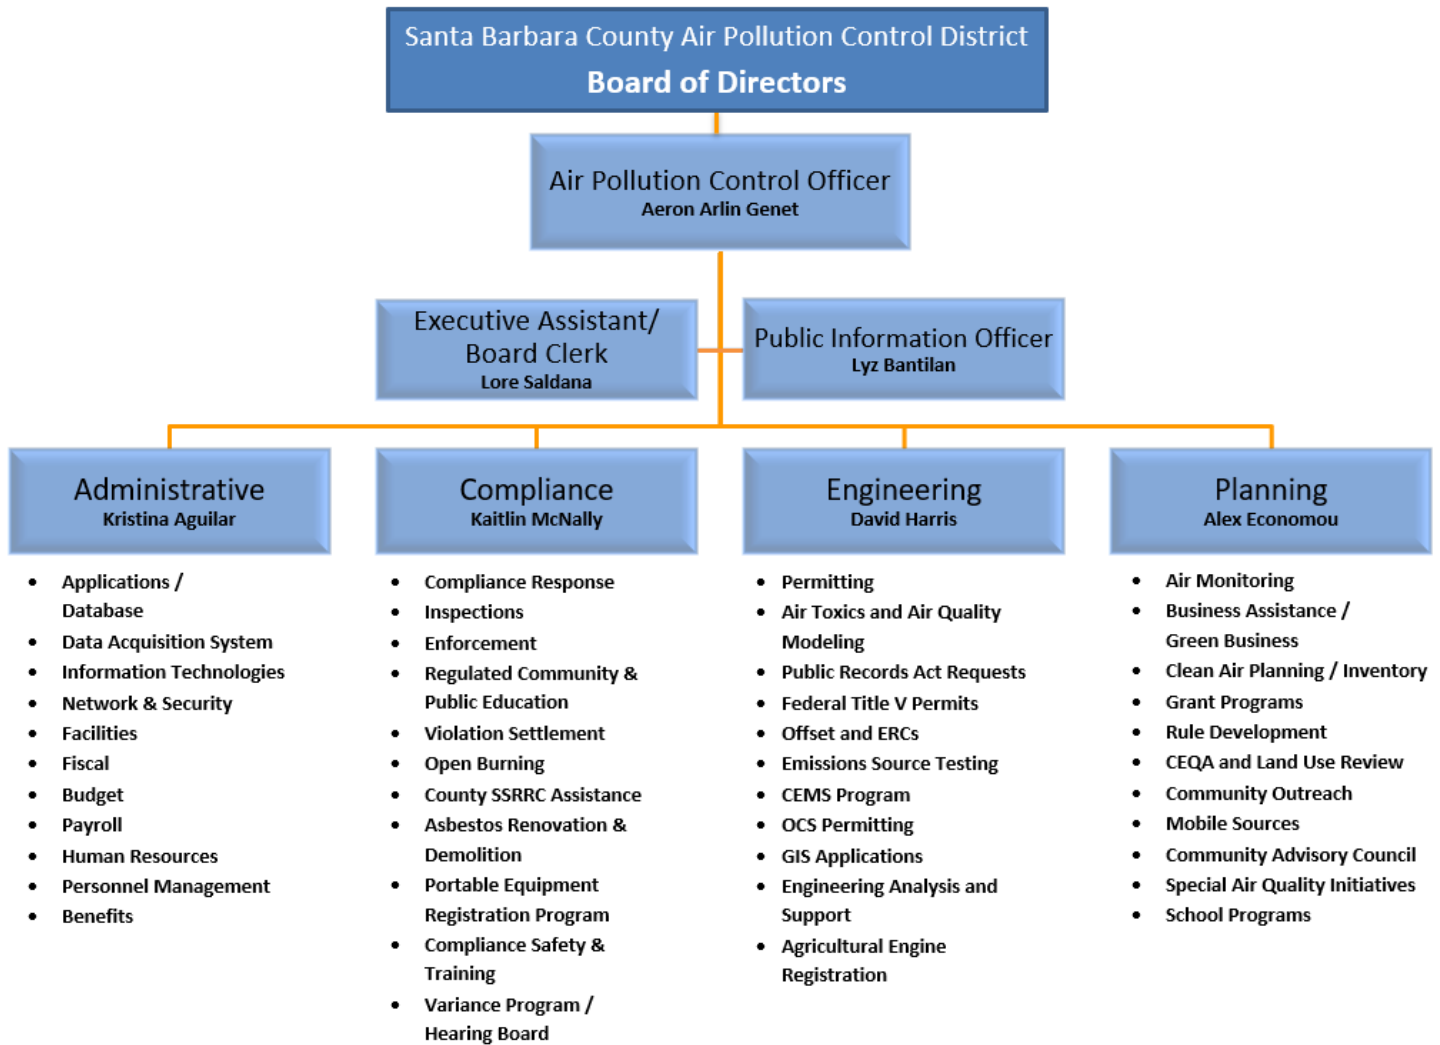 Santa Barbara County Air Pollution Control District
Board of Directors
Air Pollution Control Officer
Aeron Arlin Genet
Executive Assistant/
Board Clerk
Lore Saldana
Public Information Officer
Lyz Bantilan
Administrative
Kristina Aguilar
• Applications /
Database
• Data Acquisition System
• Information Technologies
• Network & Security
• Facilities
• Fiscal
• Budget
• Payroll
• Human Resources
• Personnel Management
• Benefits
Compliance
Kaitlin McNally
• Compliance Response
• Inspections
• Enforcement
• Regulated Community &
Public Education
• Violation Settlement
• Open Burning
• County SSRRC Assistance
• Asbestos Renovation &
Demolition
• Portable Equipment
Registration Program
• Compliance Safety &
Training
• Variance Program /
Hearing Board
Engineering
David Harris
• Permitting
• Air Toxics and Air Quality
Modeling
• Public Records Act Requests
• Federal Title V Permits
• Offset and ERCs
• Emissions Source Testing
• CEMS Program
• OCS Permitting
• GIS Applications
• Engineering Analysis and
Support
• Agricultural Engine
Registration
Planning
Alex Economou
• Air Monitoring
• Business Assistance /
Green Business
• Clean Air Planning / Inventory
• Grant Programs
• Rule Development
• CEQA and Land Use Review
• Community Outreach
• Mobile Sources
• Community Advisory Council
• Special Air Quality Initiatives
• School Programs